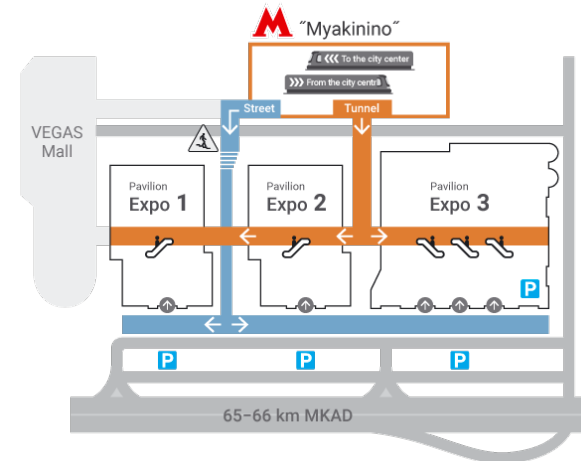 M ˝Myakinino˝
To the city center
From the city centr
Street
Tunnel
VEGAS
Mall
Pavilion
Expo 1
Pavilion
Expo 2
Pavilion
Expo 3
P
P
P
P
65–66 km MKAD